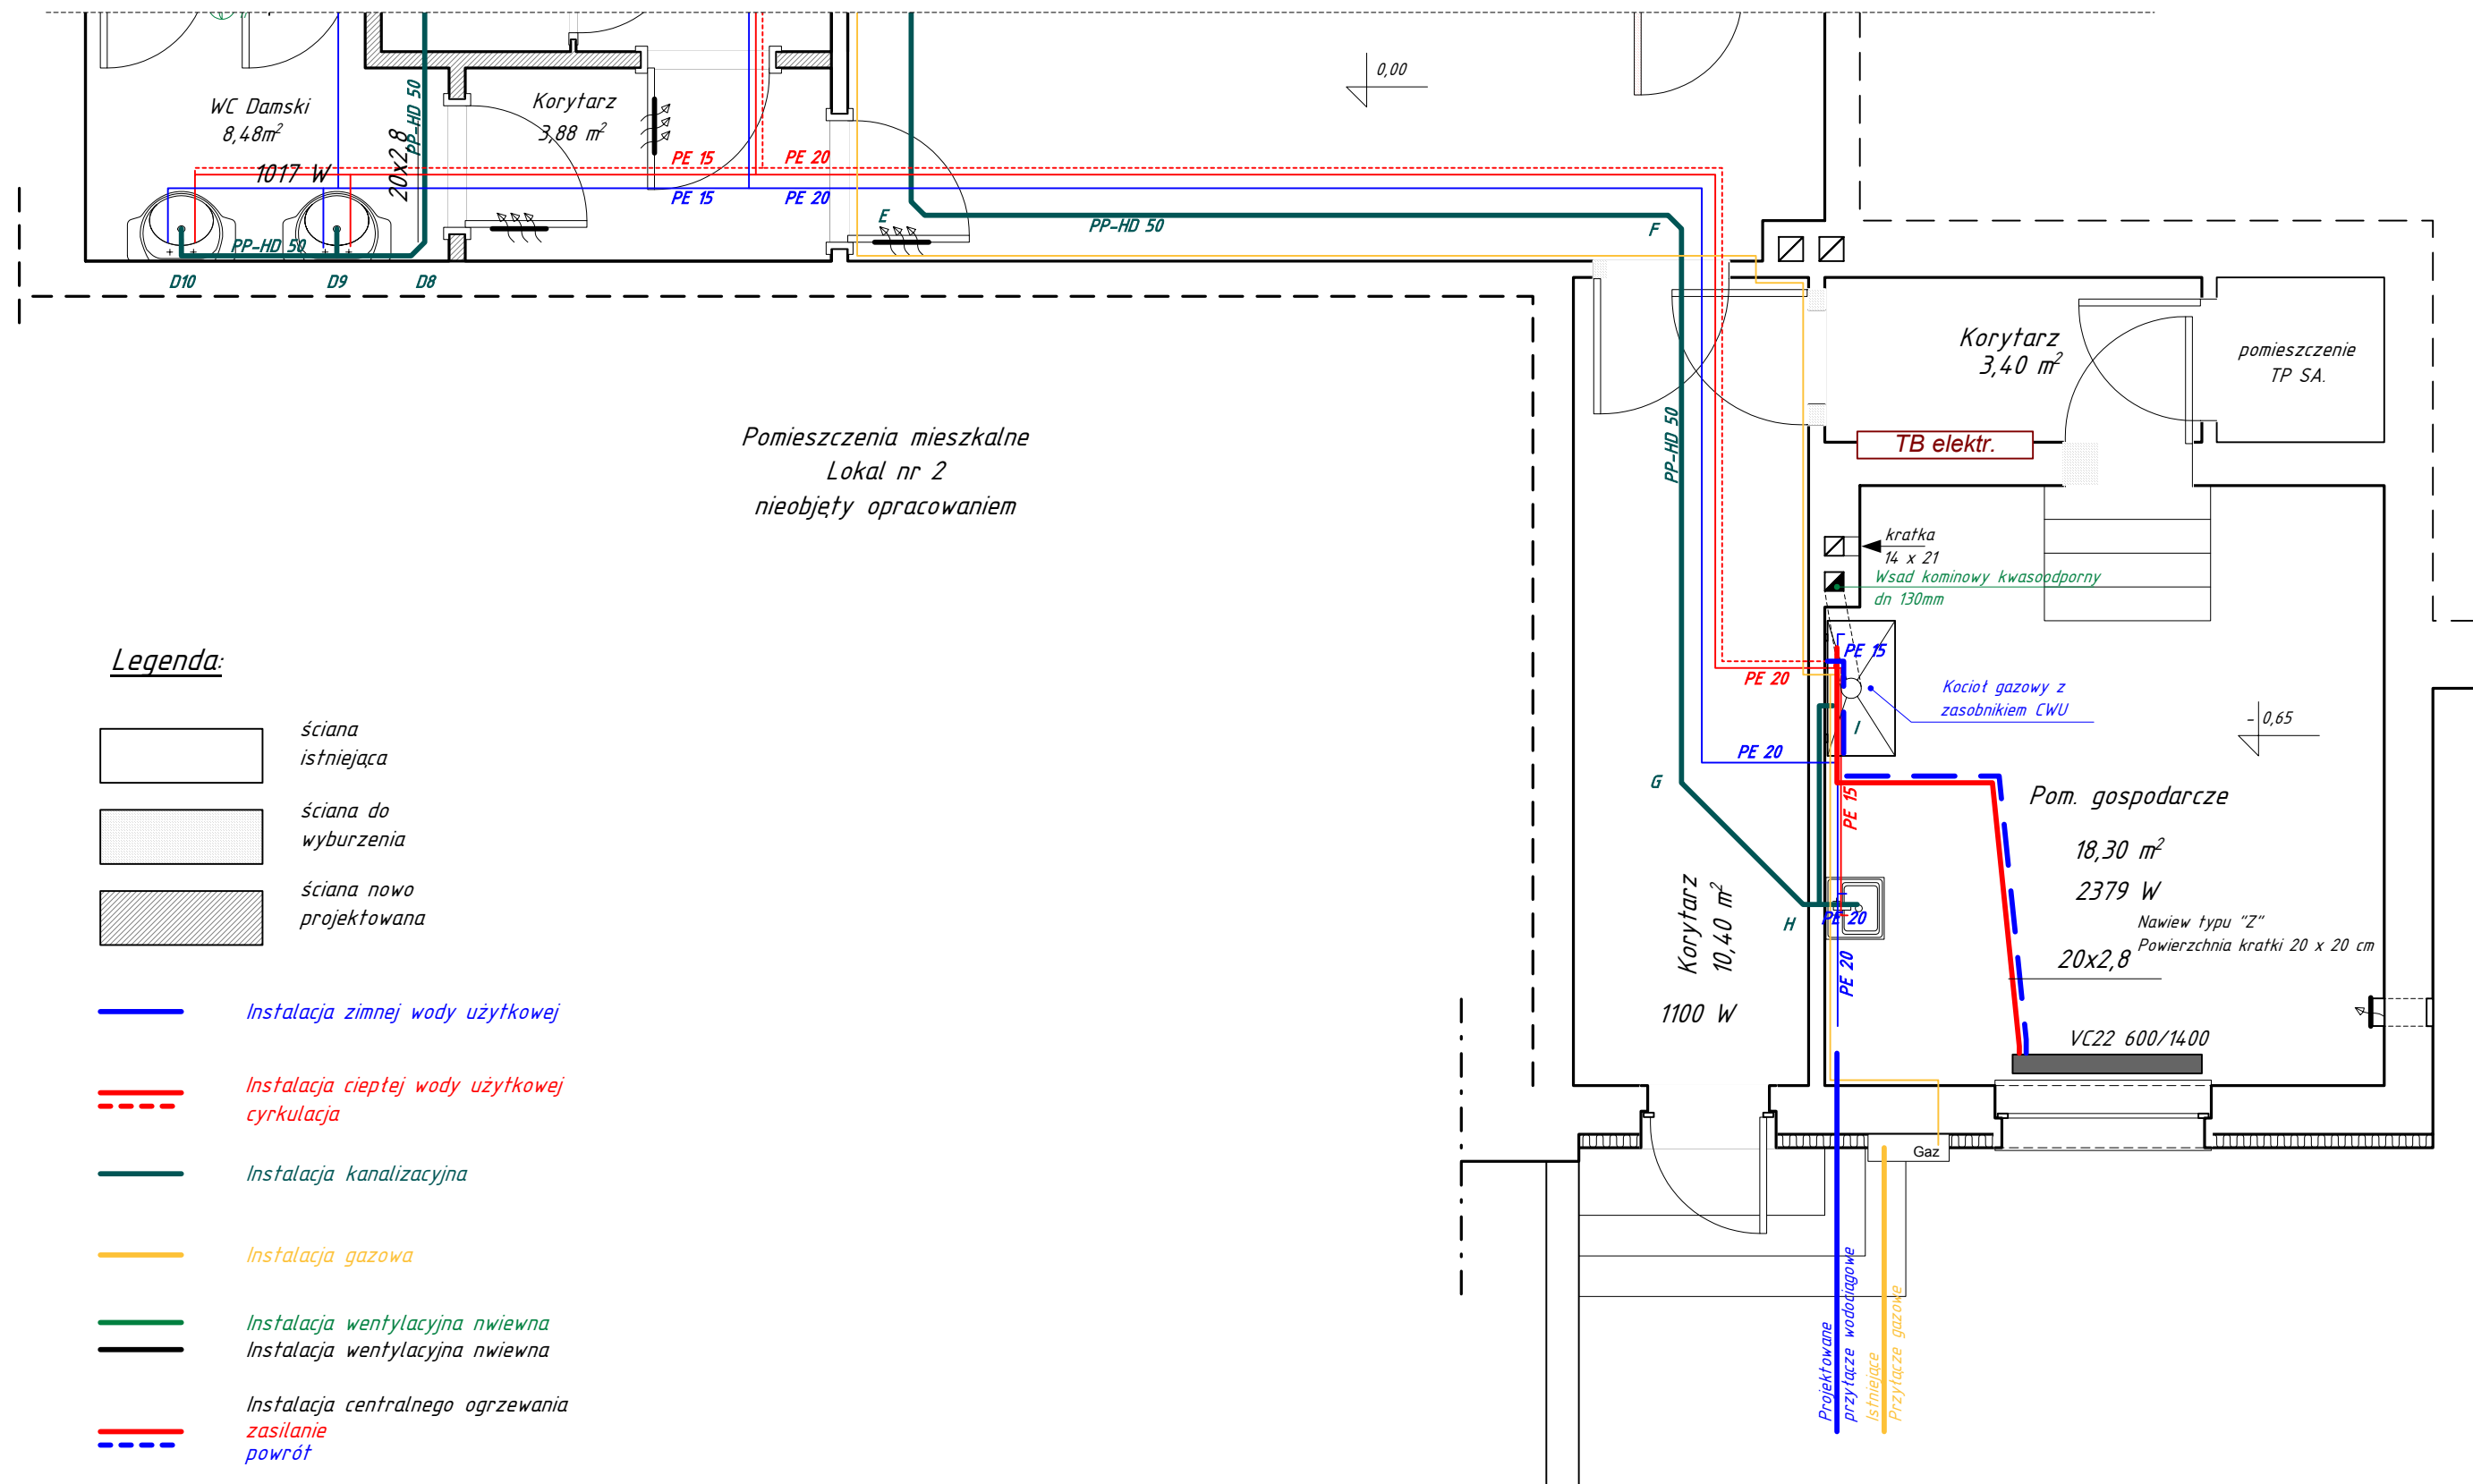 WC Damski
8,48m²
1017 W
20x2,8
PP-HD 50
PP-HD 50
D10
D9
D8
Korytarz
3,88 m²
PE 15
PE 20
PE 15
PE 20
E
PP-HD 50
F
0,00
Korytarz
3,40 m²
pomieszczenie
TP SA.
TB elektr.
Pomieszczenia mieszkalne
Lokal nr 2
nieobjęty opracowaniem
PP-HD 50
kratka
14 x 21
Wsad kominowy kwasoodporny
dn 130mm
PE 15
PE 20
Kocioł gazowy z
zasobnikiem CWU
I
- 0,65
PE 20
G
PE 15
Pom. gospodarcze
18,30 m²
2379 W
Nawiew typu "Z"
Powierzchnia kratki 20 x 20 cm
20x2,8
H
PE 20
PE 20
Korytarz
10,40 m²
1100 W
VC22 600/1400
Gaz
Projektowane
przyłącze wodociągowe
Istniejące
Przyłącze gazowe
Legenda:
ściana
istniejąca
ściana do
wyburzenia
ściana nowo
projektowana
Instalacja zimnej wody użytkowej
Instalacja ciepłej wody użytkowej
cyrkulacja
Instalacja kanalizacyjna
Instalacja gazowa
Instalacja wentylacyjna nwiewna
Instalacja wentylacyjna nwiewna
Instalacja centralnego ogrzewania
zasilanie
powrót